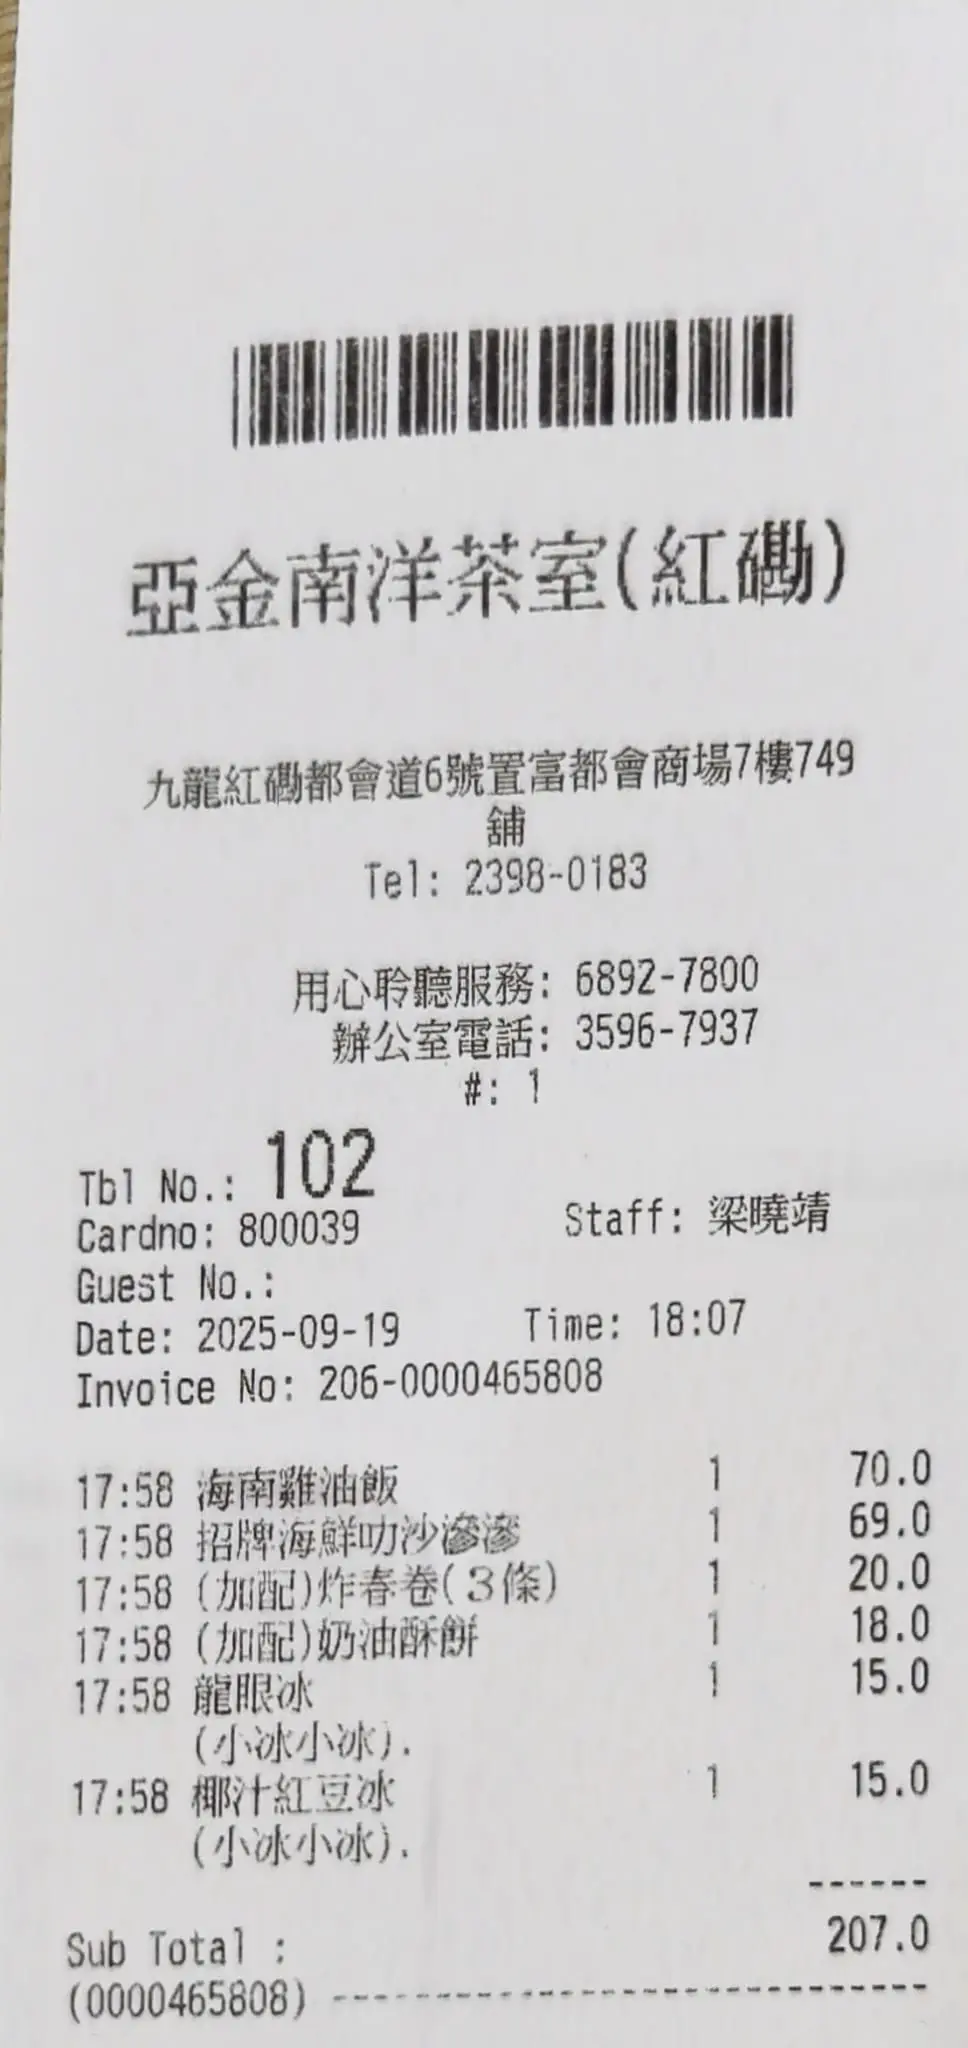 亞金南洋茶室(紅磡)
九龍紅磡都會道6號置富都會商場7樓749
舖
Tel: 2398-0183
用心聆聽服務: 6892-7800
辦公室電話: 3596-7937
#: 1
Tbl No.: 102
Cardno: 800039 Staff: 梁曉靖
Guest No.:
Date: 2025-09-19 Time: 18:07
Invoice No: 206-0000465808
17:58 海南雞油飯 1 70.0
17:58 招牌海鮮叻沙滲滲 1 69.0
17:58 (加配)炸春卷(3條) 1 20.0
17:58 (加配)奶油酥餅 1 18.0
17:58 龍眼冰 1 15.0
(小冰小冰).
17:58 椰汁紅豆冰 1 15.0
(小冰小冰).
------
Sub Total : 207.0
(0000465808) ------------------------------